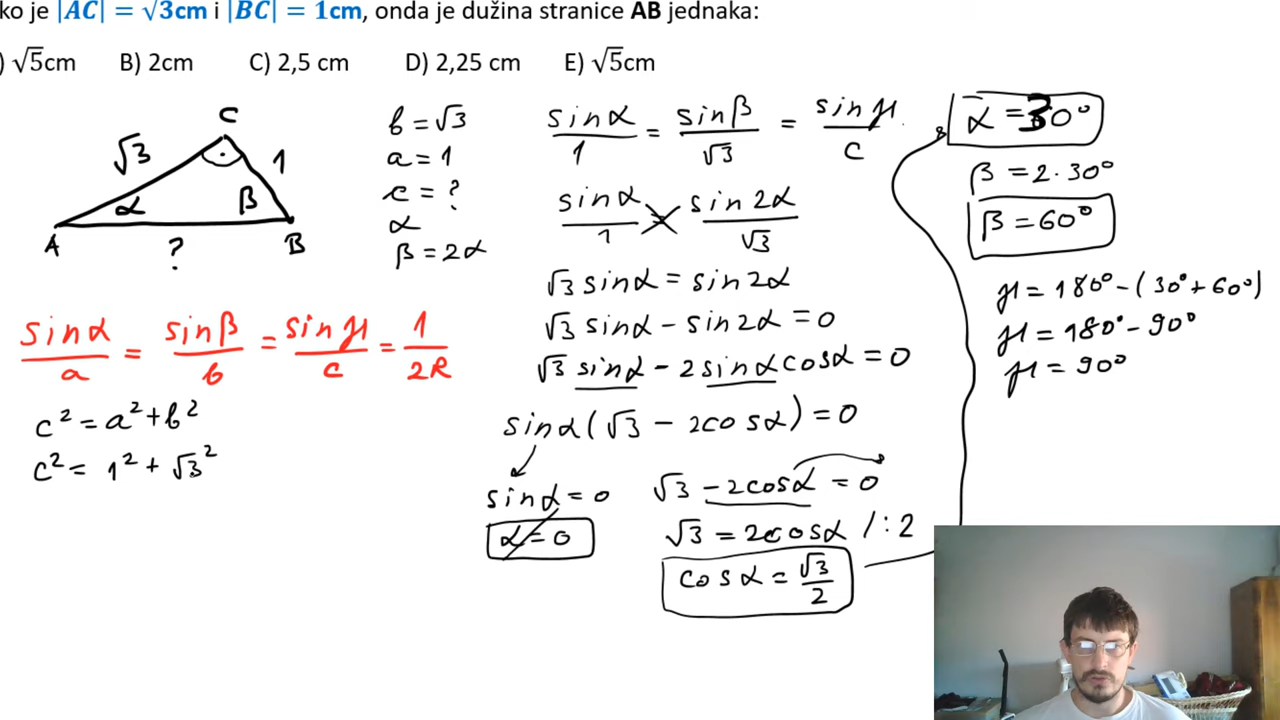 ko je |AC| = √3cm i |BC| = 1cm, onda je dužina stranice AB jednaka:
) √5cm B) 2cm C) 2,5 cm D) 2,25 cm E) √5cm
C
√3
1
α
β
A
?
B
b = √3
a = 1
c = ?
α
β = 2α
sinα/a = sinβ/b = sinγ/c = 1/2R
c² = a² + b²
c² = 1² + √3²
sinα/1 = sinβ/√3 = sinγ/c
sinα/1 sin2α/√3
√3 sinα = sin2α
√3 sinα - sin2α = 0
√3 sinα - 2 sinα cosα = 0
sinα(√3 - 2cosα) = 0
sinα = 0
α = 0
√3 - 2cosα = 0
√3 = 2cosα /:2
cosα = √3/2
α = 30°
β = 2·30°
β = 60°
γ = 180° - (30° + 60°)
γ = 180° - 90°
γ = 90°